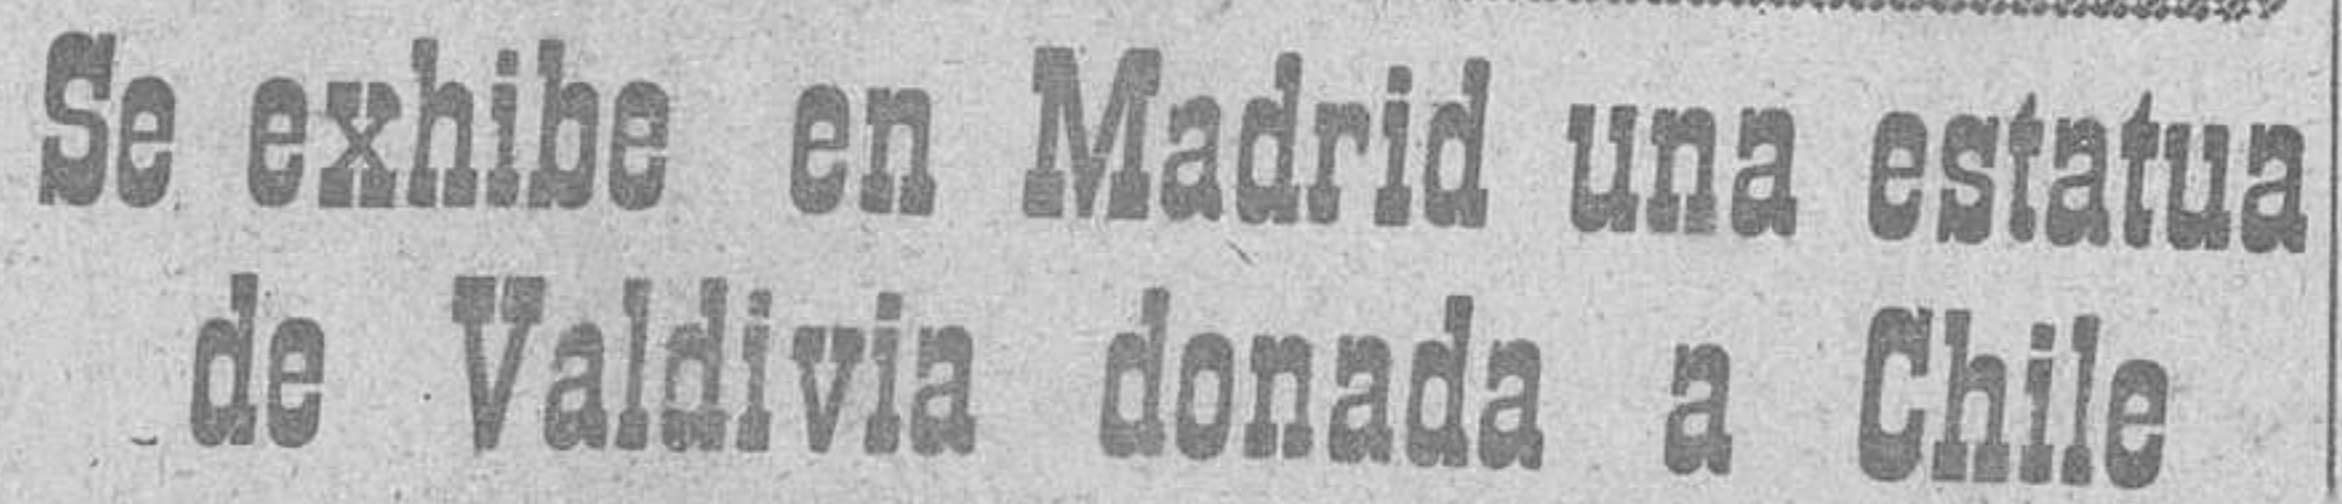 Se exhibe en Madrid una estatua
de Valdivia donada a Chile